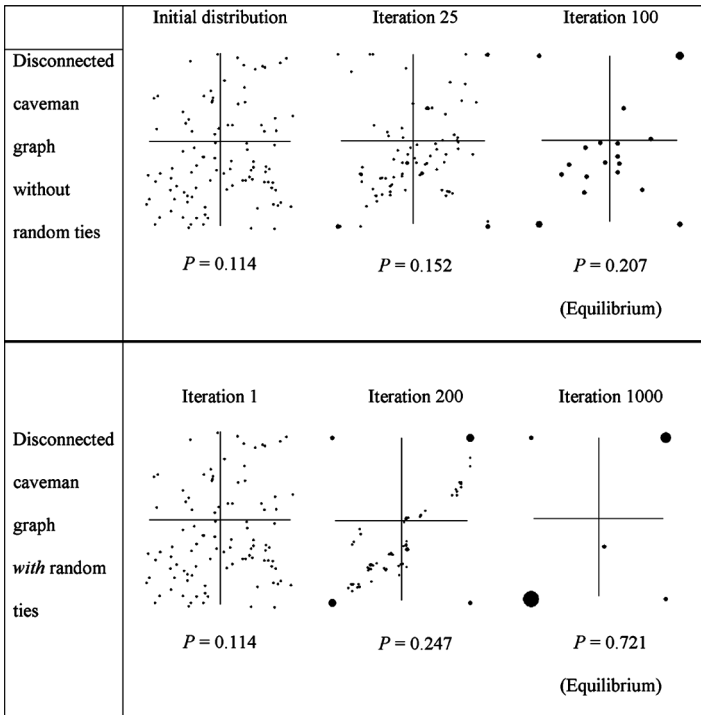 Initial distribution
Iteration 25
Iteration 100
Disconnected
caveman
graph
without
random ties
P = 0.114
P = 0.152
P = 0.207
(Equilibrium)
Iteration 1
Iteration 200
Iteration 1000
Disconnected
caveman
graph
with random
ties
P = 0.114
P = 0.247
P = 0.721
(Equilibrium)